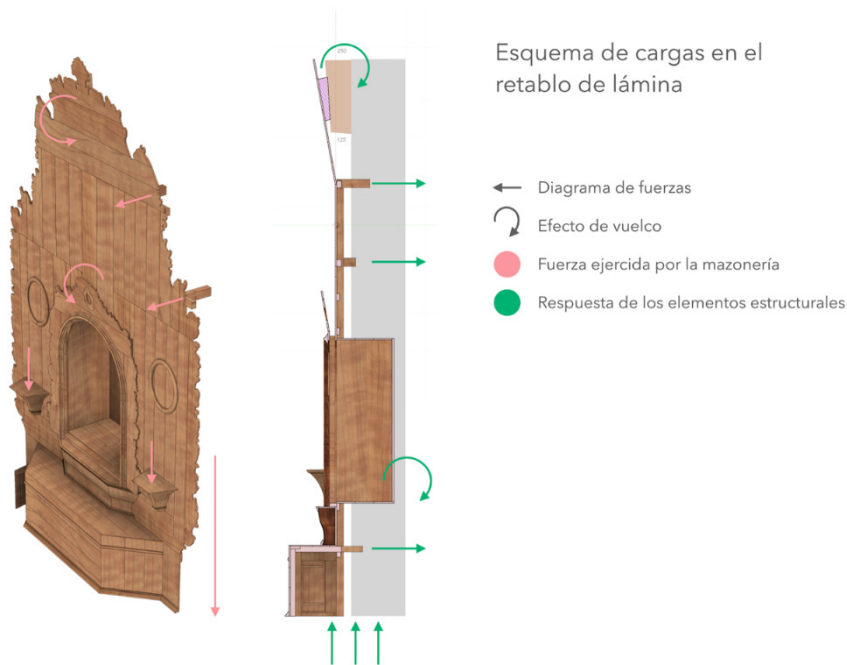 Esquema de cargas en el
retablo de lámina
Diagrama de fuerzas
Efecto de vuelco
Fuerza ejercida por la mazonería
Respuesta de los elementos estructurales
125